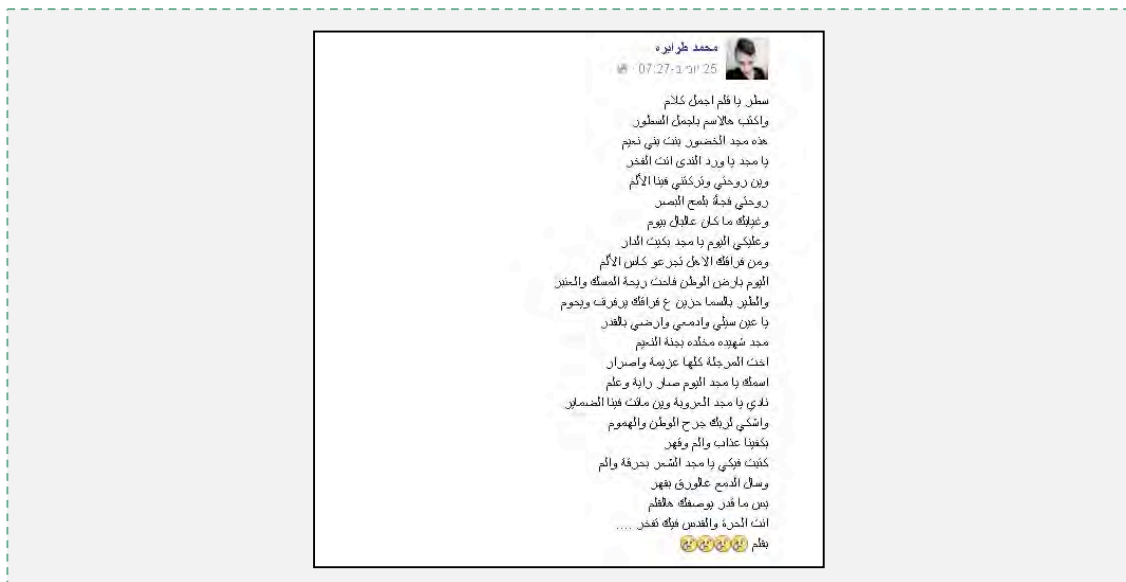 محمد طرايره
25 יוני ב-07:27
سطر يا قلم اجمل كلام
واكتب هالاسم باجمل السطور
هذه مجد الخضور بنت بني نعيم
يا مجد يا ورد الندى انت الفخر
وين روحتي وتركتي فينا الألم
روحتي فجأة بلمح البصر
وغيابك ما كان عالبال بيوم
وعليكي اليوم يا مجد بكيت الدار
ومن فراقك الاهل تجرعو كاس الألم
اليوم بارض الوطن فاحت ريحة المسك والعنبر
والطير بالسما حزين ع فراقك يرفرف ويحوم
يا عين سيلي وادمعي وارضي بالقدر
مجد شهيده مخلده بجنة النعيم
اخت المرجلة كلها عزيمة واصرار
اسمك يا مجد اليوم صار راية وعلم
نادي يا مجد العروبة وين ماتت فينا الضماير
واشكي لربك جرح الوطن والهموم
بكفينا عذاب والم وقهر
كتبت فيكي يا مجد الشعر بحرقة والم
وسال الدمع عالورق بقهر
بس ما قدر يوصفك هالقلم
انت الحرة والقدس فيك تفخر ....
بقلم